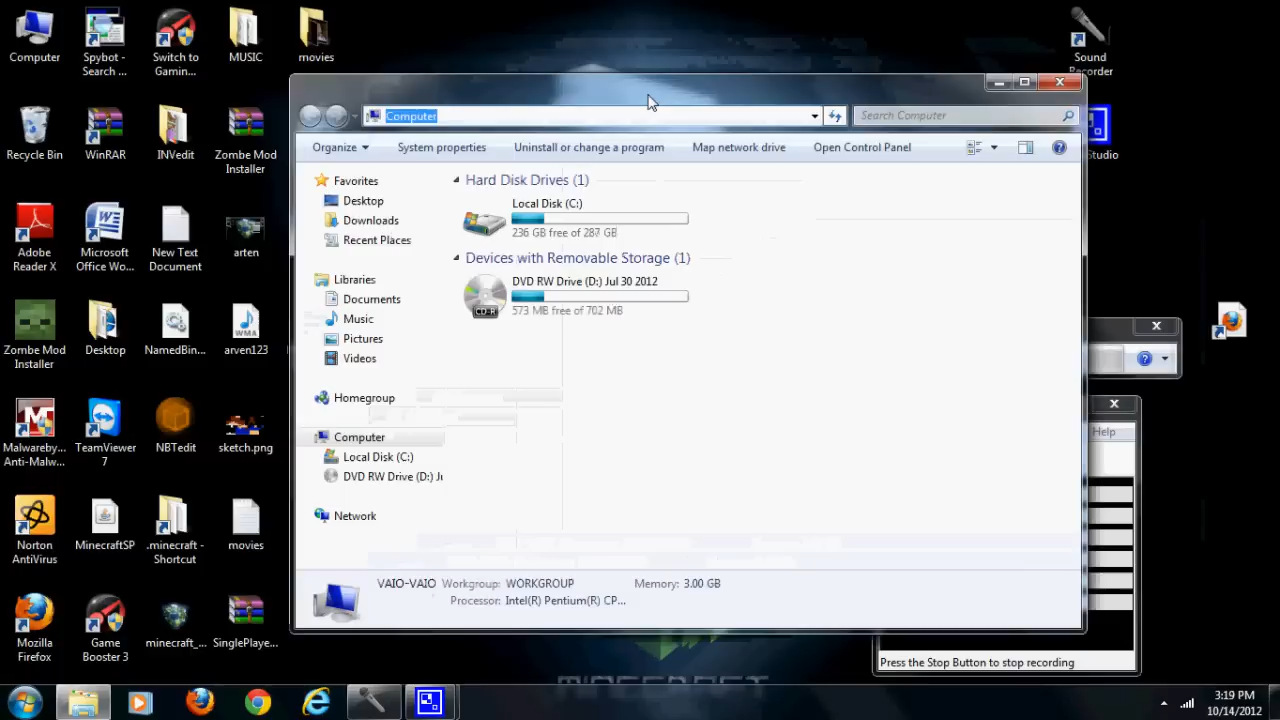 Computer
Spybot -
Search ...
Switch to
Gamin...
MUSIC
movies
Sound
Recorder
Computer
Search Computer
Organize
System properties
Uninstall or change a program
Map network drive
Open Control Panel
Recycle Bin
WinRAR
INVedit
Zombe Mod
Installer
Studio
Favorites
Desktop
Downloads
Recent Places
Libraries
Documents
Music
Pictures
Videos
Homegroup
Computer
Local Disk (C:)
DVD RW Drive (D:) Ju
Network
Hard Disk Drives (1)
Local Disk (C:)
236 GB free of 287 GB
Devices with Removable Storage (1)
DVD RW Drive (D:) Jul 30 2012
573 MB free of 702 MB
CD-R
Adobe
Reader X
Microsoft
Office Wo...
New Text
Document
arten
Zombe Mod
Installer
Desktop
NamedBin...
WMA
arven123
Malwareby...
Anti-Malw...
TeamViewer
7
NBTedit
sketch.png
Help
Norton
AntiVirus
MinecraftSP
.minecraft -
Shortcut
movies
VAIO-VAIO
Workgroup: WORKGROUP
Memory: 3.00 GB
Processor: Intel(R) Pentium(R) CP...
Mozilla
Firefox
Game
Booster 3
minecraft_...
SinglePlaye...
Press the Stop Button to stop recording
MINECRAFT
3:19 PM
10/14/2012